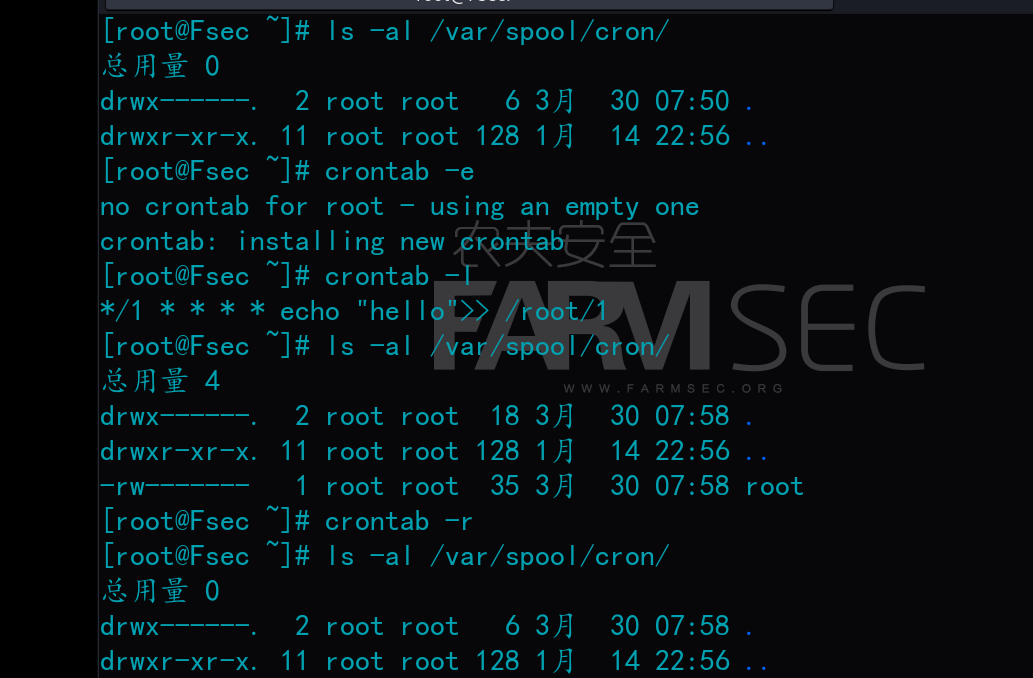 [root@Fsec ~]# ls -al /var/spool/cron/
总用量 0
drwx------.  2 root root   6 3月  30 07:50 .
drwxr-xr-x. 11 root root 128 1月  14 22:56 ..
[root@Fsec ~]# crontab -e
no crontab for root - using an empty one
crontab: installing new crontab
[root@Fsec ~]# crontab -l
*/1 * * * * echo "hello">> /root/1
[root@Fsec ~]# ls -al /var/spool/cron/
总用量 4
drwx------.  2 root root  18 3月  30 07:58 .
drwxr-xr-x. 11 root root 128 1月  14 22:56 ..
-rw-------   1 root root  35 3月  30 07:58 root
[root@Fsec ~]# crontab -r
[root@Fsec ~]# ls -al /var/spool/cron/
总用量 0
drwx------.  2 root root   6 3月  30 07:58 .
drwxr-xr-x. 11 root root 128 1月  14 22:56 ..
农夫安全
FARMSEC
WWW.FARMSEC.ORG